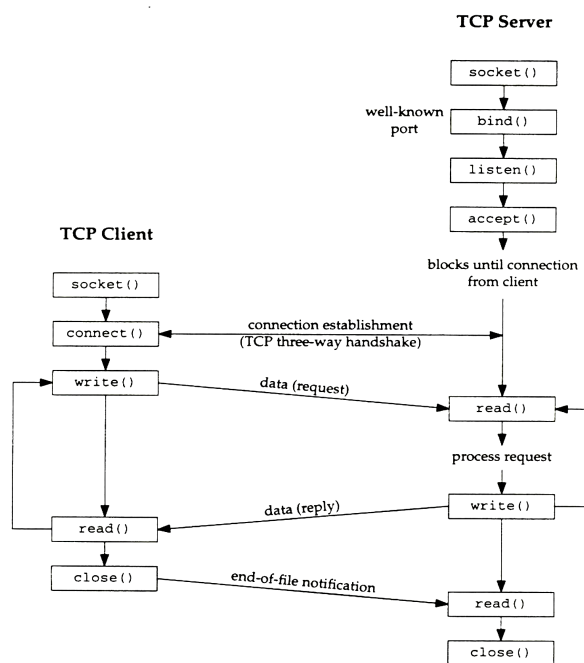 TCP Server
socket()
well-known
port
bind()
listen()
accept()
TCP Client
blocks until connection
from client
socket()
connection establishment
(TCP three-way handshake)
connect()
write()
data (request)
read()
process request
data (reply)
write()
read()
close()
end-of-file notification
read()
close()